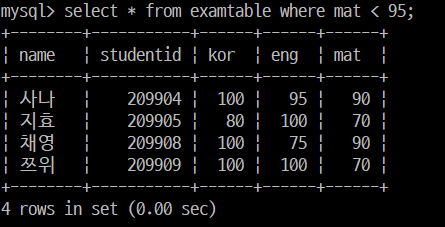 mysql> select * from examtable where mat < 95;
+--------+-----------+------+------+------+
| name   | studentid | kor  | eng  | mat  |
+--------+-----------+------+------+------+
| 사나   |    209904 |  100 |   95 |   90 |
| 지효   |    209905 |   80 |  100 |   70 |
| 채영   |    209908 |  100 |   75 |   90 |
| 쯔위   |    209909 |  100 |  100 |   70 |
+--------+-----------+------+------+------+
4 rows in set (0.00 sec)